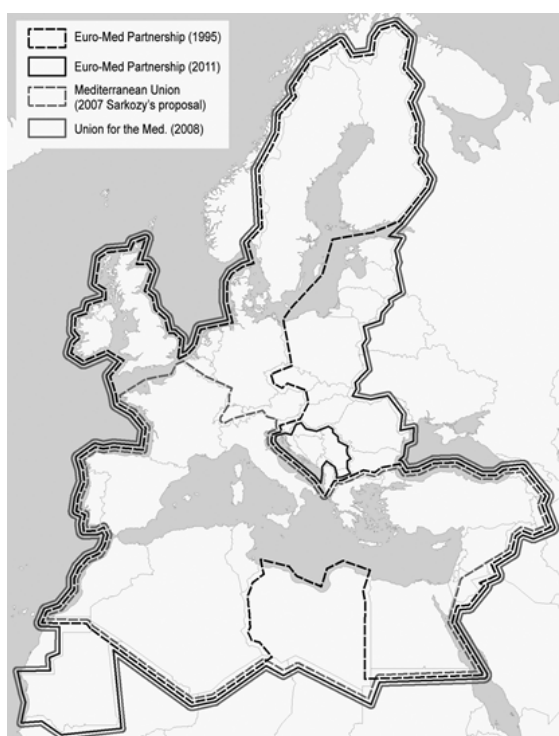 Euro-Med Partnership (1995)
Euro-Med Partnership (2011)
Mediterranean Union
(2007 Sarkozy's proposal)
Union for the Med. (2008)